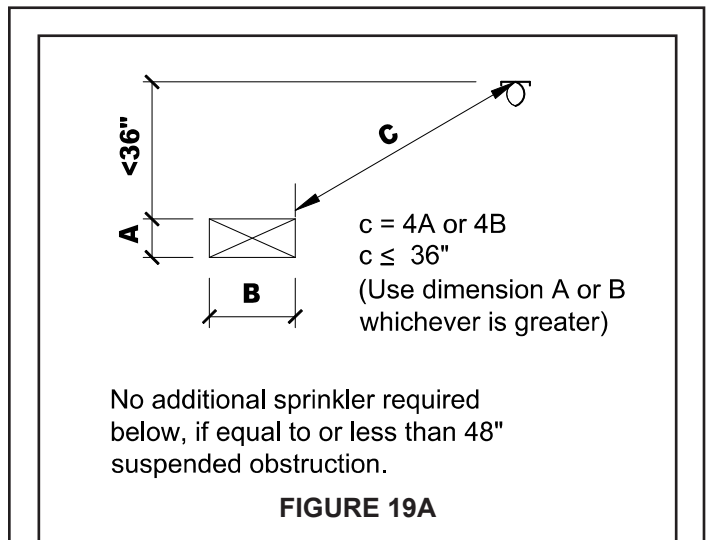 <36"
C
A
B
c = 4A or 4B
c ≤ 36"
(Use dimension A or B
whichever is greater)
No additional sprinkler required
below, if equal to or less than 48"
suspended obstruction.
FIGURE 19A